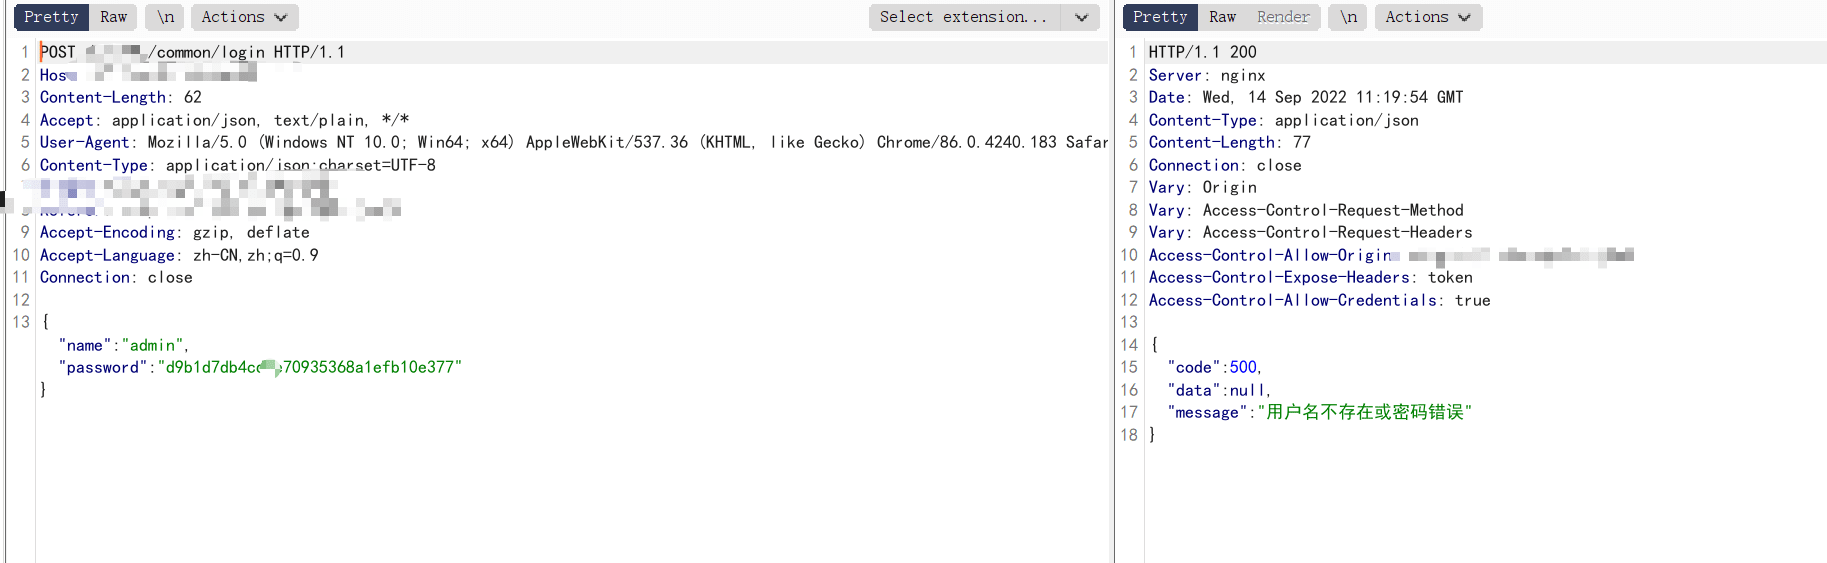 Pretty Raw \n Actions Select extension...
1 POST /common/login HTTP/1.1
2 Hos
3 Content-Length: 62
4 Accept: application/json, text/plain, */*
5 User-Agent: Mozilla/5.0 (Windows NT 10.0; Win64; x64) AppleWebKit/537.36 (KHTML, like Gecko) Chrome/86.0.4240.183 Safar
6 Content-Type: application/json;charset=UTF-8
9 Accept-Encoding: gzip, deflate
10 Accept-Language: zh-CN,zh;q=0.9
11 Connection: close
12
13 {
"name":"admin",
"password":"d9b1d7db4cd 70935368a1efb10e377"
}
Pretty Raw Render \n Actions
1 HTTP/1.1 200
2 Server: nginx
3 Date: Wed, 14 Sep 2022 11:19:54 GMT
4 Content-Type: application/json
5 Content-Length: 77
6 Connection: close
7 Vary: Origin
8 Vary: Access-Control-Request-Method
9 Vary: Access-Control-Request-Headers
10 Access-Control-Allow-Origin
11 Access-Control-Expose-Headers: token
12 Access-Control-Allow-Credentials: true
13
14 {
15 "code":500,
16 "data":null,
17 "message":"用户名不存在或密码错误"
18 }